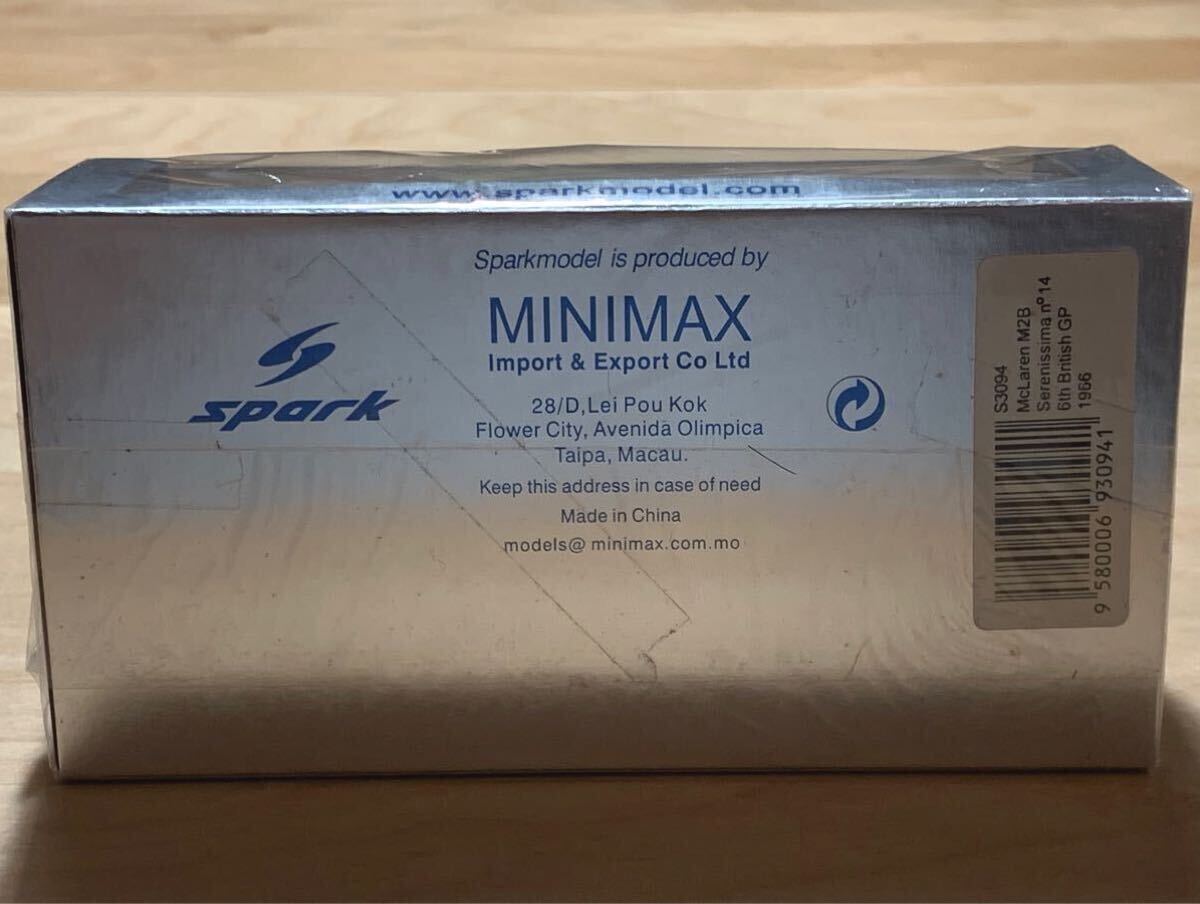 www.sparkmodel.com
Sparkmodel is produced by
MINIMAX
Import & Export Co Ltd
28/D,Lei Pou Kok
Flower City, Avenida Olimpica
Taipa, Macau.
Keep this address in case of need
Made in China
models@ minimax.com.mo
spark
S3094
McLaren M2B
Serenissima nº14
6th British GP
1966
9 580006 930941